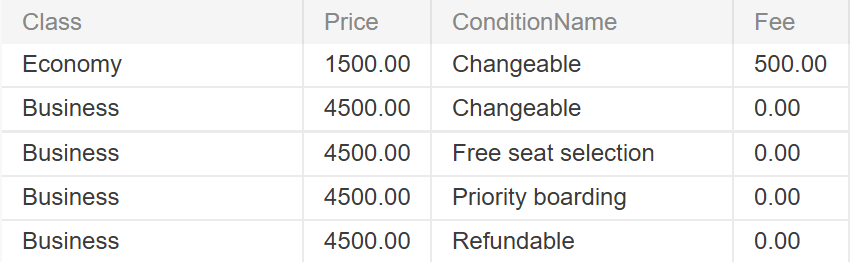 Class Price ConditionName Fee
Economy 1500.00 Changeable 500.00
Business 4500.00 Changeable 0.00
Business 4500.00 Free seat selection 0.00
Business 4500.00 Priority boarding 0.00
Business 4500.00 Refundable 0.00